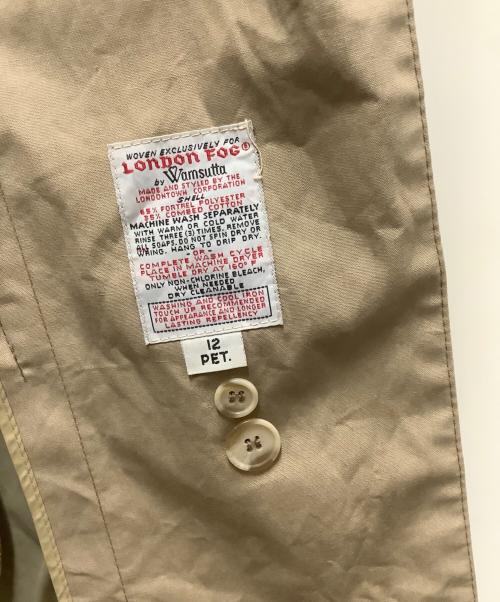 WOVEN EXCLUSIVELY FOR
LONDON FOG®
by Wamsutta
MADE AND STYLED BY THE
LONDONTOWN CORPORATION
SHELL
65% FORTREL POLYESTER
35% COMBED COTTON
MACHINE WASH SEPARATELY
WITH WARM OR COLD WATER
RINSE THREE (3) TIMES. REMOVE
ALL SOAPS. DO NOT SPIN DRY OR
WRING. HANG TO DRIP DRY.
- OR -
COMPLETE WASH CYCLE
PLACE IN MACHINE DRYER
TUMBLE DRY AT 160° F
ONLY NON-CHLORINE BLEACH,
WHEN NEEDED
DRY CLEANABLE
WASHING AND COOL IRON
TOUCH UP RECOMMENDED
FOR APPEARANCE AND LONGER
LASTING REPELLENCY
12
PET.